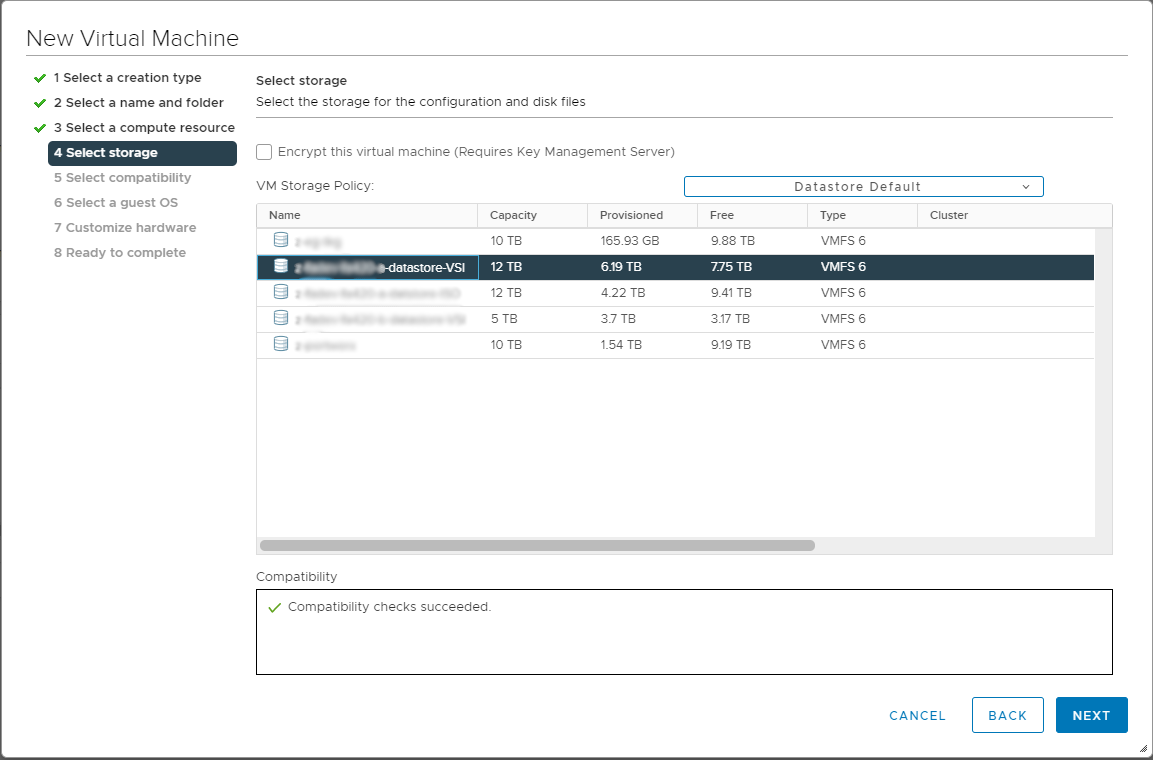 New Virtual Machine
1 Select a creation type
2 Select a name and folder
3 Select a compute resource
4 Select storage
5 Select compatibility
6 Select a guest OS
7 Customize hardware
8 Ready to complete
Select storage
Select the storage for the configuration and disk files
Encrypt this virtual machine (Requires Key Management Server)
VM Storage Policy: Datastore Default
Name Capacity Provisioned Free Type Cluster
10 TB 165.93 GB 9.88 TB VMFS 6
-datastore-VSI 12 TB 6.19 TB 7.75 TB VMFS 6
12 TB 4.22 TB 9.41 TB VMFS 6
5 TB 3.7 TB 3.17 TB VMFS 6
10 TB 1.54 TB 9.19 TB VMFS 6
Compatibility
Compatibility checks succeeded.
CANCEL BACK NEXT